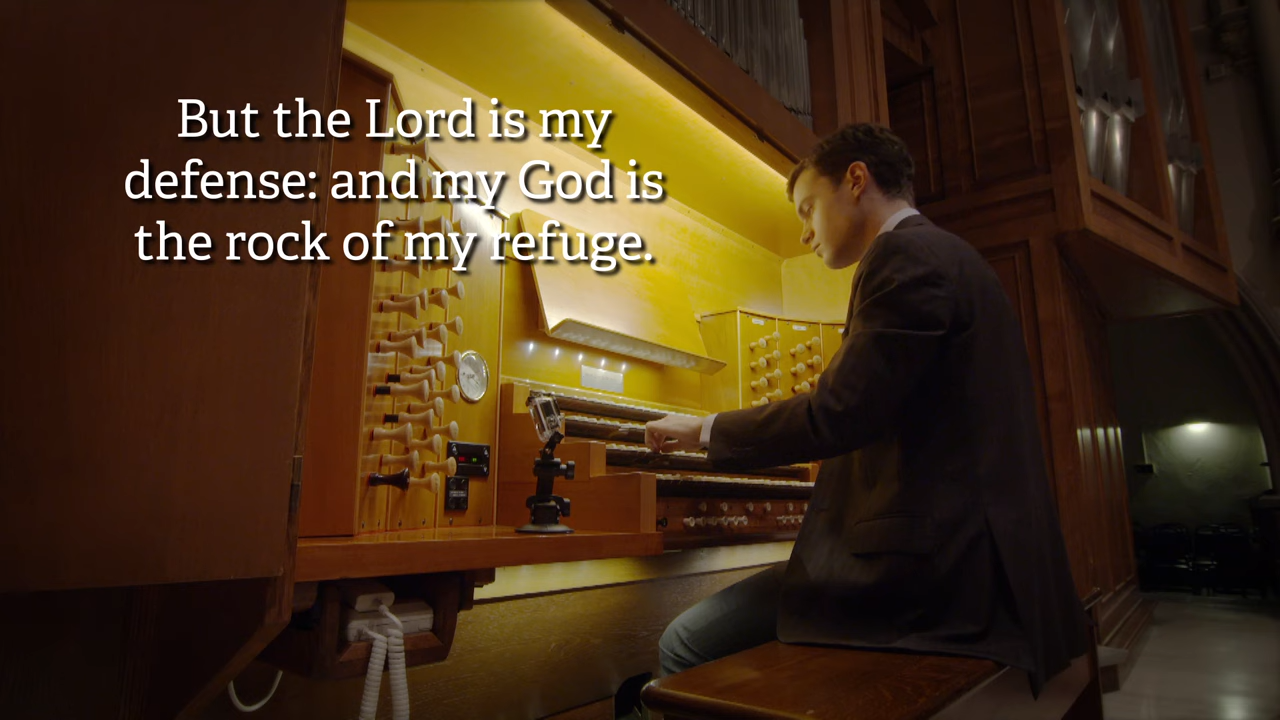 But the Lord is my
defense: and my God is
the rock of my refuge.